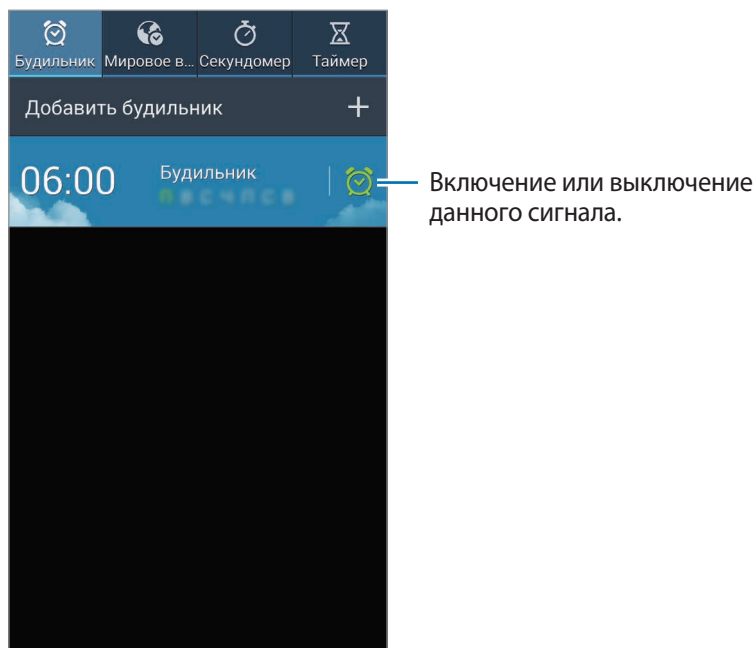 Будильник Мировое в... Секундомер Таймер
Добавить будильник
06:00 Будильник
Включение или выключение
данного сигнала.